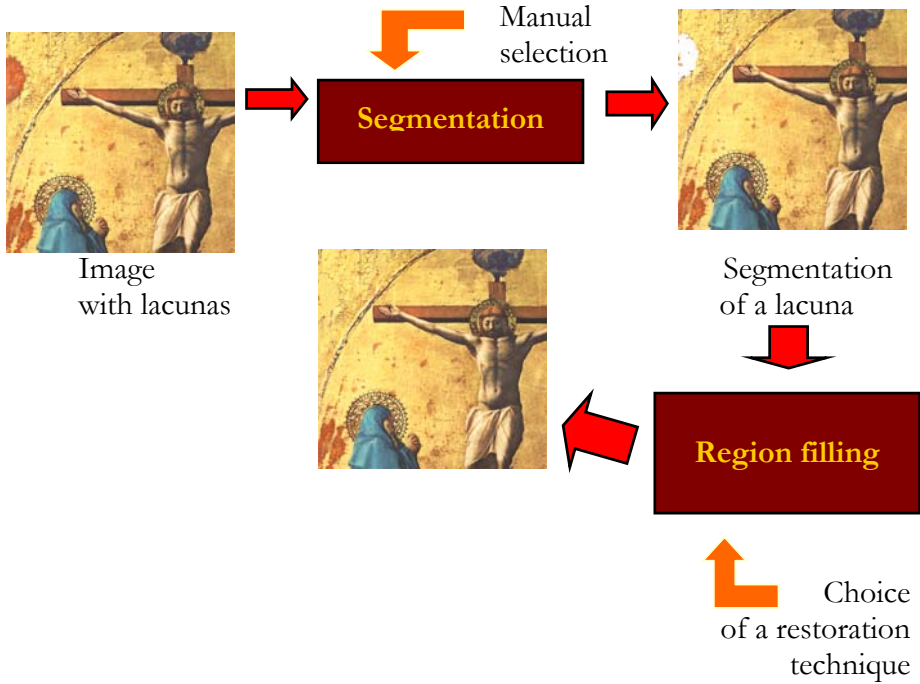 Manual
selection
Segmentation
Image
with lacunas
Segmentation
of a lacuna
Region filling
Choice
of a restoration
technique